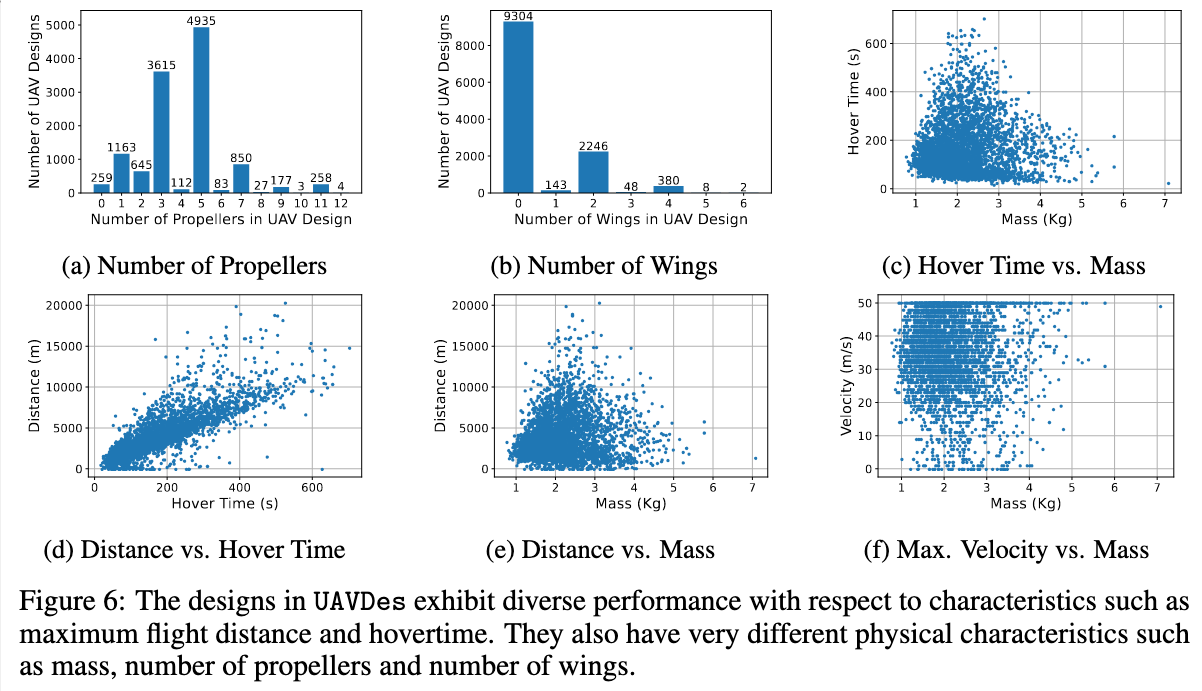 4935
3615
1163
645
259
112
83
850
27
177
3
258
4
5000
4000
3000
2000
1000
0
0 1 2 3 4 5 6 7 8 9 10 11 12
Number of UAV Designs
Number of Propellers in UAV Design
9304
143
2246
48
380
8
2
8000
6000
4000
2000
0
0 1 2 3 4 5 6
Number of UAV Designs
Number of Wings in UAV Design
600
400
200
0
1 2 3 4 5 6 7
Hover Time (s)
Mass (Kg)
(a) Number of Propellers
(b) Number of Wings
(c) Hover Time vs. Mass
20000
15000
10000
5000
0
0 200 400 600
Distance (m)
Hover Time (s)
20000
15000
10000
5000
0
1 2 3 4 5 6 7
Distance (m)
Mass (Kg)
50
40
30
20
10
0
1 2 3 4 5 6 7
Velocity (m/s)
Mass (Kg)
(d) Distance vs. Hover Time
(e) Distance vs. Mass
(f) Max. Velocity vs. Mass
Figure 6: The designs in UAVDes exhibit diverse performance with respect to characteristics such as
maximum flight distance and hovertime. They also have very different physical characteristics such
as mass, number of propellers and number of wings.